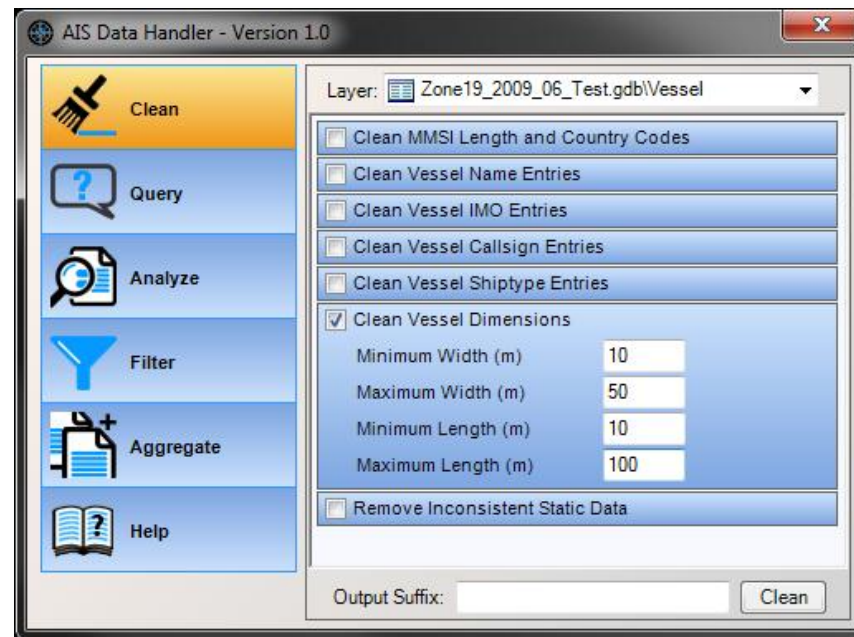 AIS Data Handler - Version 1.0
Clean
Query
Analyze
Filter
Aggregate
Help
Layer: Zone19_2009_06_Test.gdb\Vessel
Clean MMSI Length and Country Codes
Clean Vessel Name Entries
Clean Vessel IMO Entries
Clean Vessel Callsign Entries
Clean Vessel Shiptype Entries
Clean Vessel Dimensions
Minimum Width (m) 10
Maximum Width (m) 50
Minimum Length (m) 10
Maximum Length (m) 100
Remove Inconsistent Static Data
Output Suffix: Clean